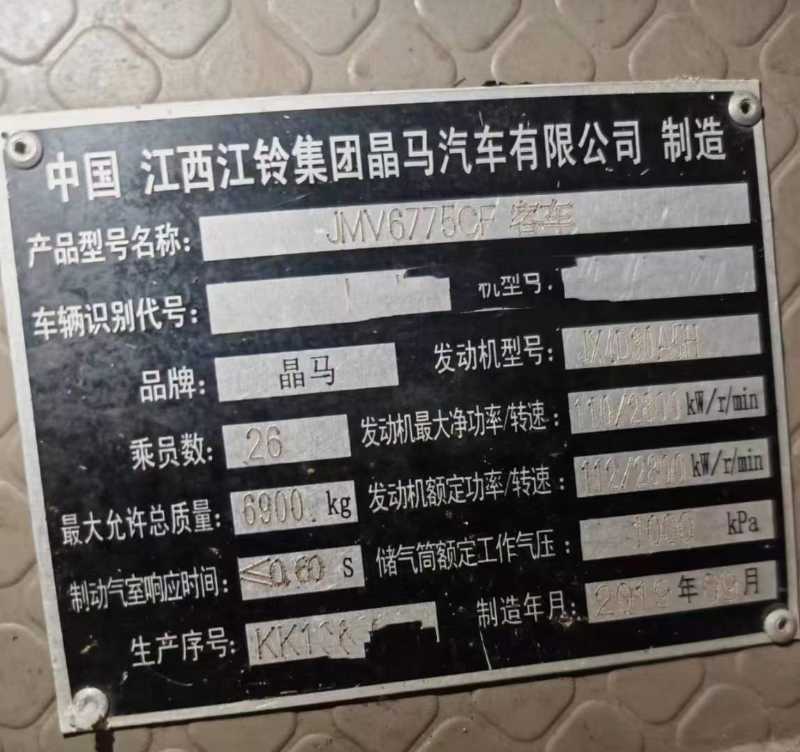 中国 江西江铃集团晶马汽车有限公司 制造
产品型号名称: JMV6775CF 客车
车辆识别代号: 机型号:
品牌: 晶马 发动机型号:
乘员数: 26 发动机最大净功率/转速: 110/2800 kW/r/min
最大允许总质量: 6900 kg 发动机额定功率/转速: 112/2800 kW/r/min
制动气室响应时间: ≤0.60 S 储气筒额定工作气压: 1000 kPa
生产序号: 制造年月: 年 月